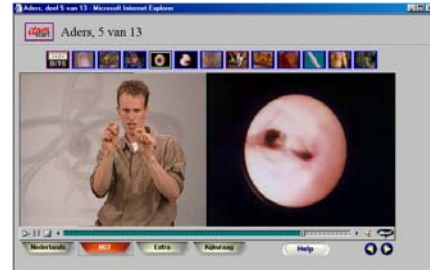 Aders, deel 5 van 13 - Microsoft Internet Explorer
Aders, 5 van 13
Nederlands NGT Extra Kijkvraag Help